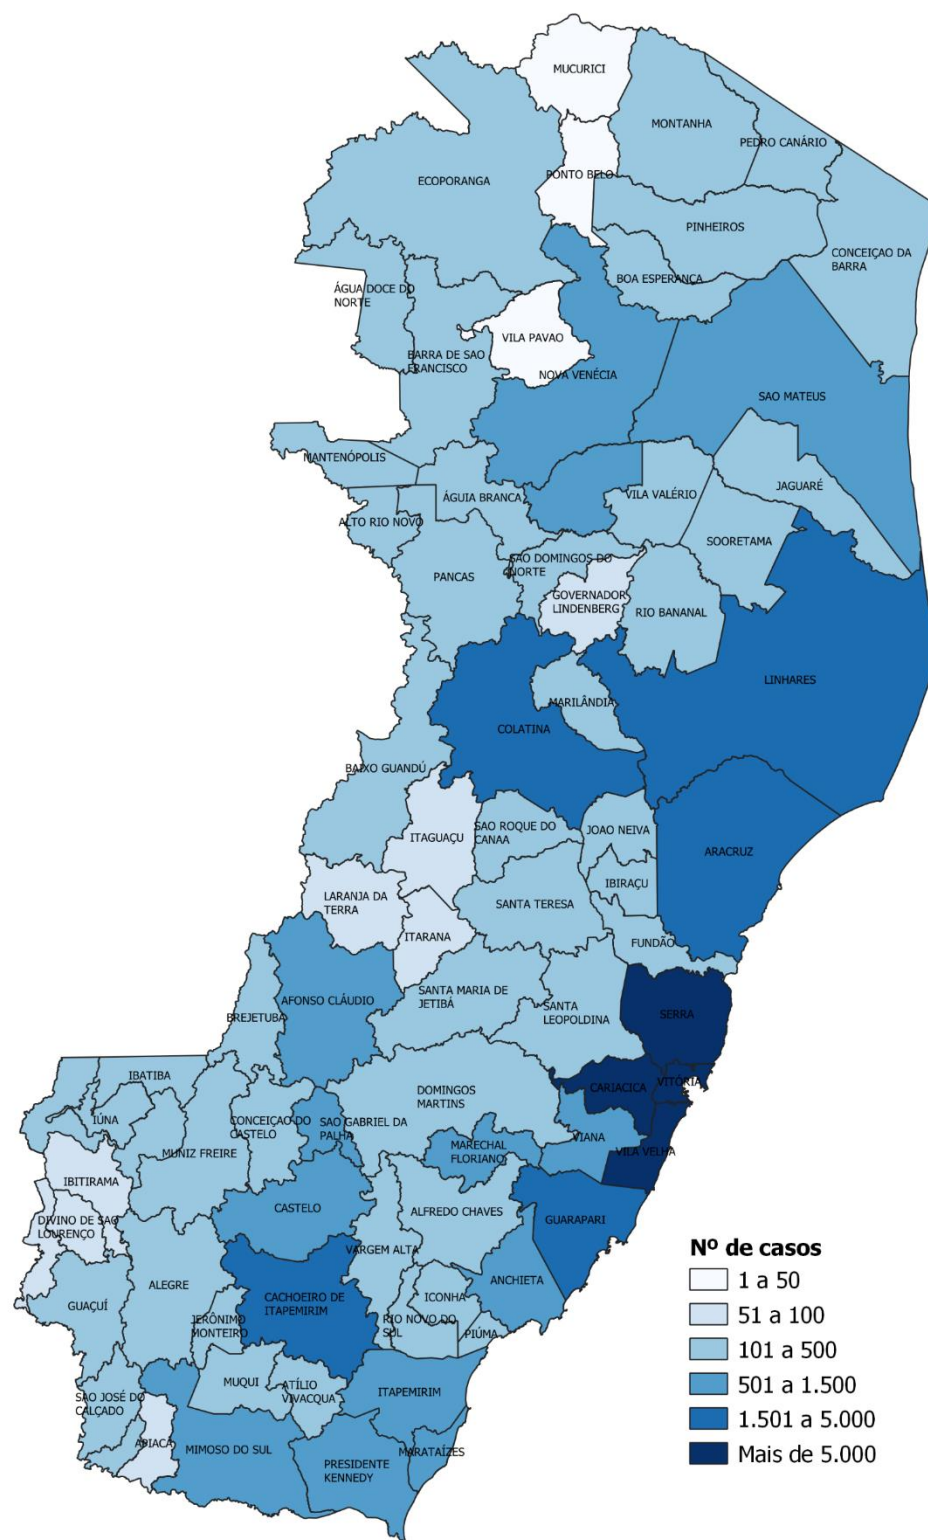 MUCURICI
MONTANHA
PEDRO CANÁRIO
PONTO BELO
ECOPORANGA
PINHEIROS
CONCEIÇAO DA
BARRA
BOA ESPERANÇA
ÁGUA DOCE DO
NORTE
VILA PAVAO
BARRA DE SAO
FRANCISCO
NOVA VENÉCIA
SAO MATEUS
MANTENÓPOLIS
ÁGUIA BRANCA
VILA VALÉRIO
JAGUARÉ
ALTO RIO NOVO
SOORETAMA
SAO DOMINGOS DO
NORTE
PANCAS
GOVERNADOR
LINDENBERG
RIO BANANAL
LINHARES
MARILÂNDIA
COLATINA
BAIXO GUANDÚ
ITAGUAÇU
SAO ROQUE DO
CANAA
JOAO NEIVA
ARACRUZ
IBIRAÇU
LARANJA DA
TERRA
SANTA TERESA
ITARANA
FUNDÃO
AFONSO CLÁUDIO
SANTA MARIA DE
JETIBÁ
SANTA
LEOPOLDINA
BREJETUBA
SERRA
IBATIBA
CARIACICA
VITÓRIA
DOMINGOS
MARTINS
IÚNA
CONCEIÇAO DO
CASTELO
SAO GABRIEL DA
PALHA
MUNIZ FREIRE
MARECHAL
FLORIANO
VIANA
VILA VELHA
IBITIRAMA
DIVINO DE SAO
LOURENÇO
CASTELO
ALFREDO CHAVES
GUARAPARI
VARGEM ALTA
ALEGRE
ANCHIETA
GUAÇUÍ
CACHOEIRO DE
ITAPEMIRIM
ICONHA
JERÔNIMO
MONTEIRO
RIO NOVO DO
SUL
PIÚMA
MUQUI
ATÍLIO
VIVACQUA
ITAPEMIRIM
SAO JOSÉ DO
CALÇADO
APIACÁ
MIMOSO DO SUL
PRESIDENTE
KENNEDY
MARATAÍZES
Nº de casos
1 a 50
51 a 100
101 a 500
501 a 1.500
1.501 a 5.000
Mais de 5.000